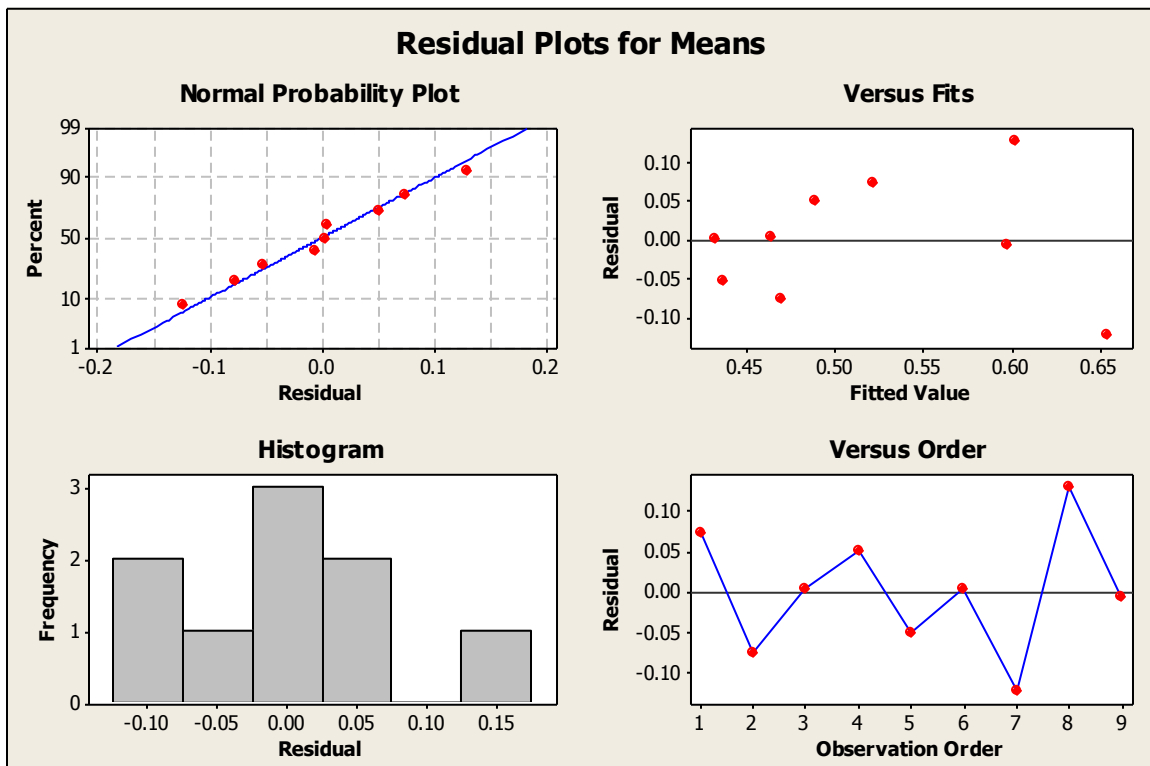 Residual Plots for Means
Normal Probability Plot
99
90
50
10
1
Percent
-0.2 -0.1 0.0 0.1 0.2
Residual
Versus Fits
0.10
0.05
0.00
-0.05
-0.10
Residual
0.45 0.50 0.55 0.60 0.65
Fitted Value
Histogram
3
2
1
0
Frequency
-0.10 -0.05 0.00 0.05 0.10 0.15
Residual
Versus Order
0.10
0.05
0.00
-0.05
-0.10
Residual
1 2 3 4 5 6 7 8 9
Observation Order